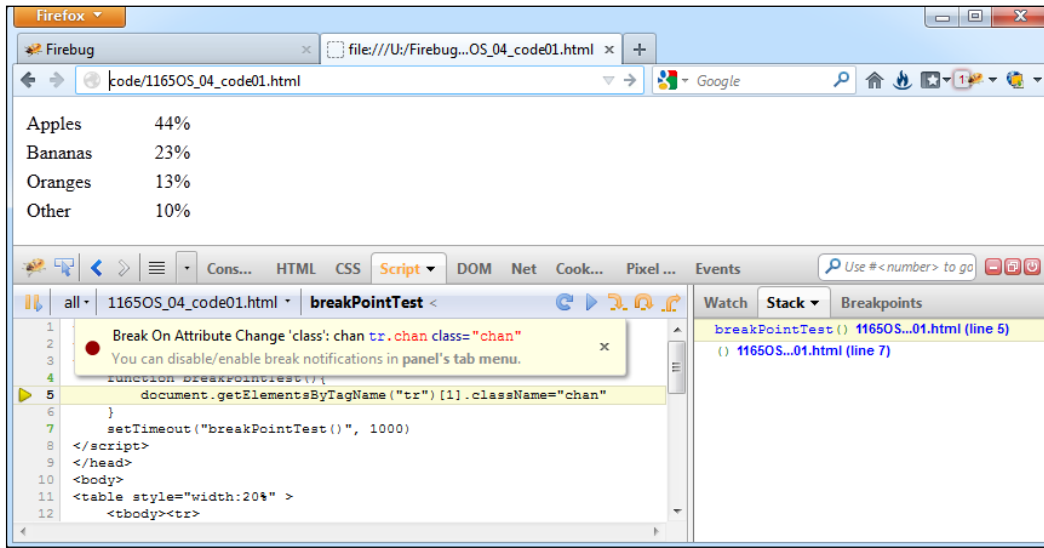 Firefox
Firebug
file:///U:/Firebug...OS_04_code01.html
code/1165OS_04_code01.html
Google
1
Apples 44%
Bananas 23%
Oranges 13%
Other 10%
Cons... HTML CSS Script DOM Net Cook... Pixel ... Events
Use #<number> to go
all 1165OS_04_code01.html breakPointTest <
Watch Stack Breakpoints
Break On Attribute Change 'class': chan tr.chan class="chan"
You can disable/enable break notifications in panel's tab menu.
1
2
3
4 function breakPointTest(){
5 document.getElementsByTagName("tr")[1].className="chan"
6 }
7 setTimeout("breakPointTest()", 1000)
8 </script>
9 </head>
10 <body>
11 <table style="width:20%" >
12 <tbody><tr>
breakPointTest() 1165OS...01.html (line 5)
() 1165OS...01.html (line 7)